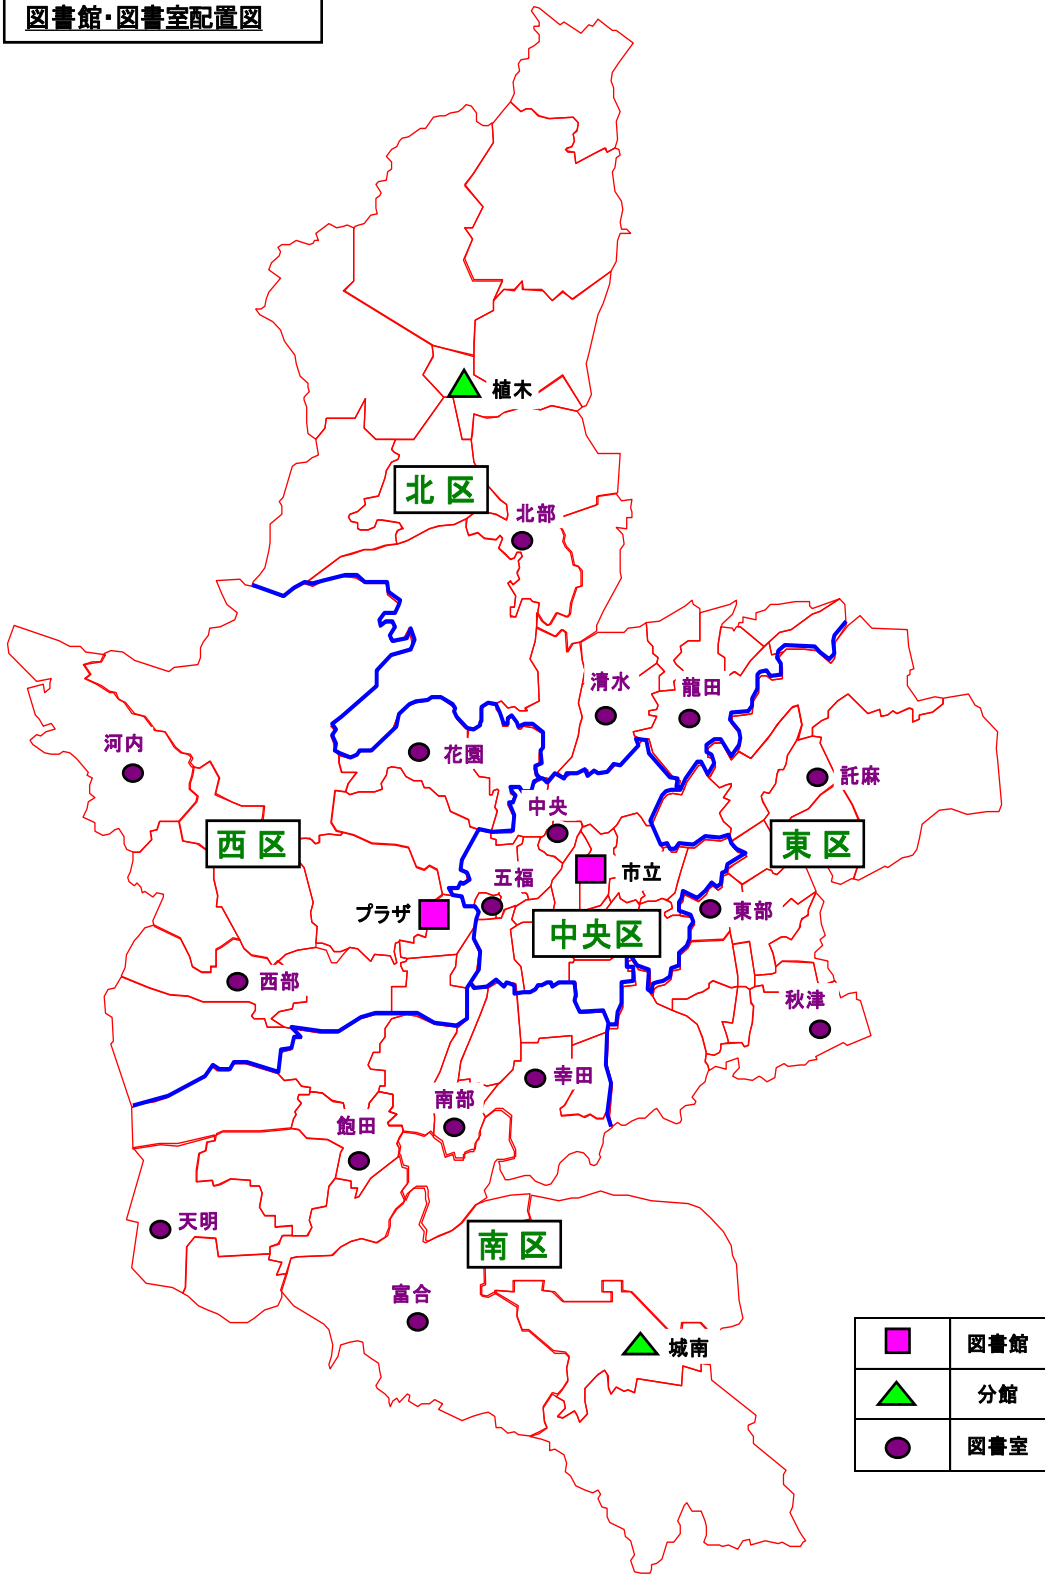 図書館・図書室配置図
植木
北 区
北部
清水
龍田
河内
花園
託麻
中央
西 区
東 区
市立
五福
プラザ
東部
中央区
西部
秋津
幸田
南部
飽田
天明
南 区
富合
城南
図書館
分館
図書室